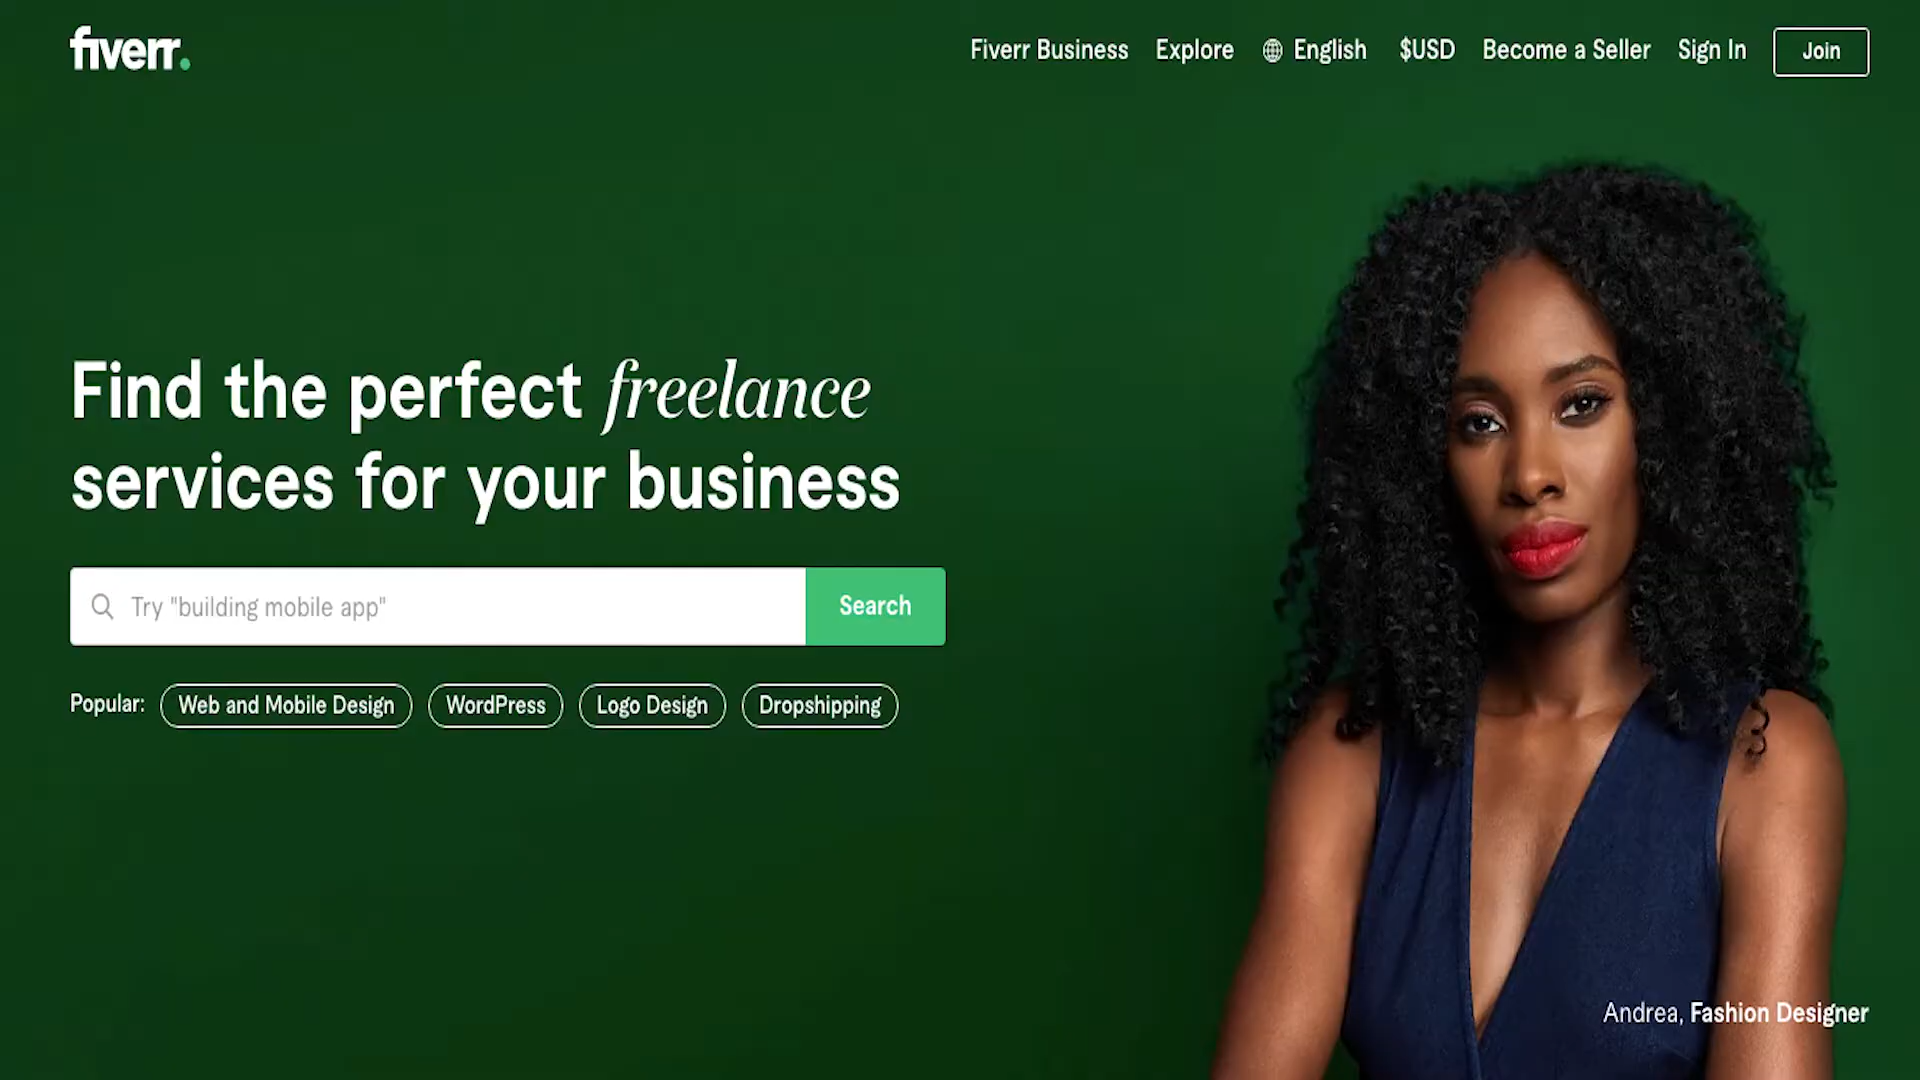 fiverr.
Fiverr Business Explore English $USD Become a Seller Sign In Join
Find the perfect freelance
services for your business
Try "building mobile app" Search
Popular: Web and Mobile Design WordPress Logo Design Dropshipping
Andrea, Fashion Designer